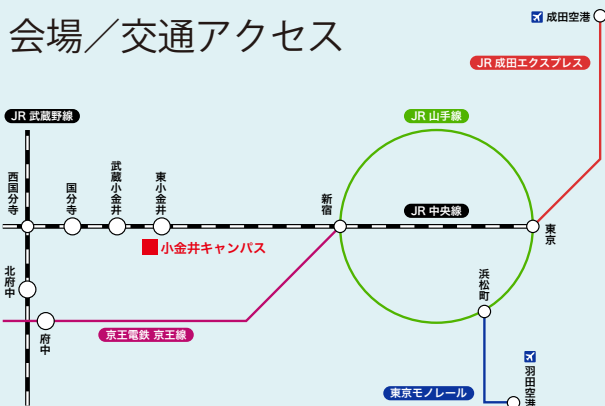 会場／交通アクセス
成田空港
JR 成田エクスプレス
JR 武蔵野線
JR 山手線
西国分寺
国分寺
武蔵小金井
東小金井
新宿
JR 中央線
東京
小金井キャンパス
北府中
浜松町
府中
京王電鉄 京王線
羽田空港
東京モノレール